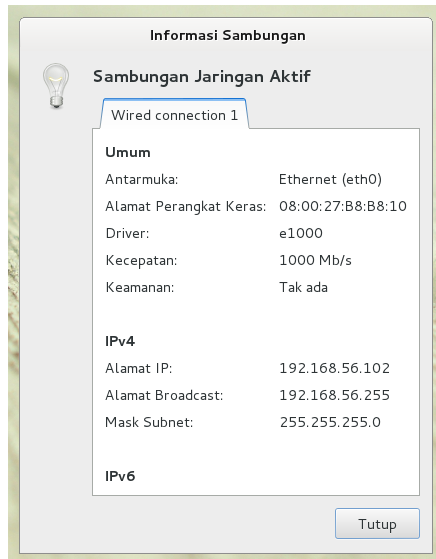 Informasi Sambungan
Sambungan Jaringan Aktif
Wired connection 1
Umum
Antarmuka: Ethernet (eth0)
Alamat Perangkat Keras: 08:00:27:B8:B8:10
Driver: e1000
Kecepatan: 1000 Mb/s
Keamanan: Tak ada
IPv4
Alamat IP: 192.168.56.102
Alamat Broadcast: 192.168.56.255
Mask Subnet: 255.255.255.0
IPv6
Tutup